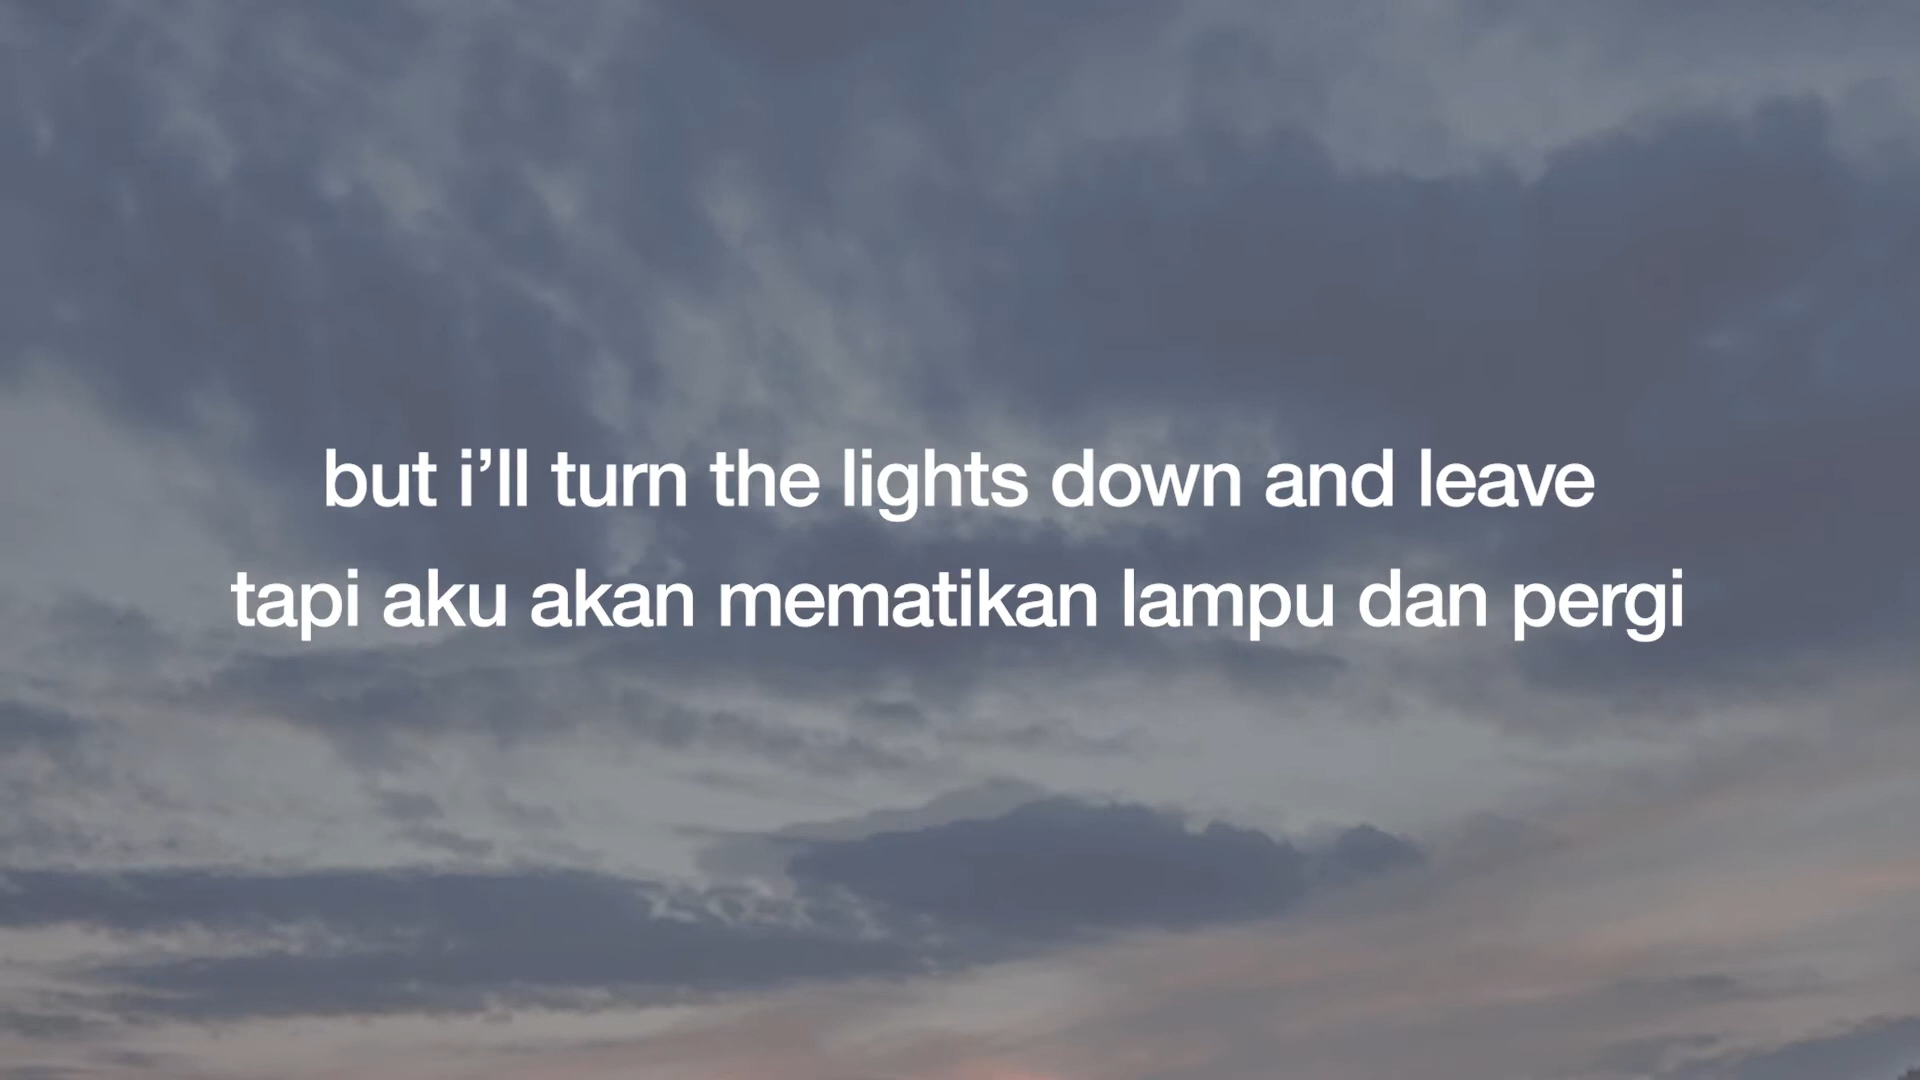 but i’ll turn the lights down and leave
tapi aku akan mematikan lampu dan pergi